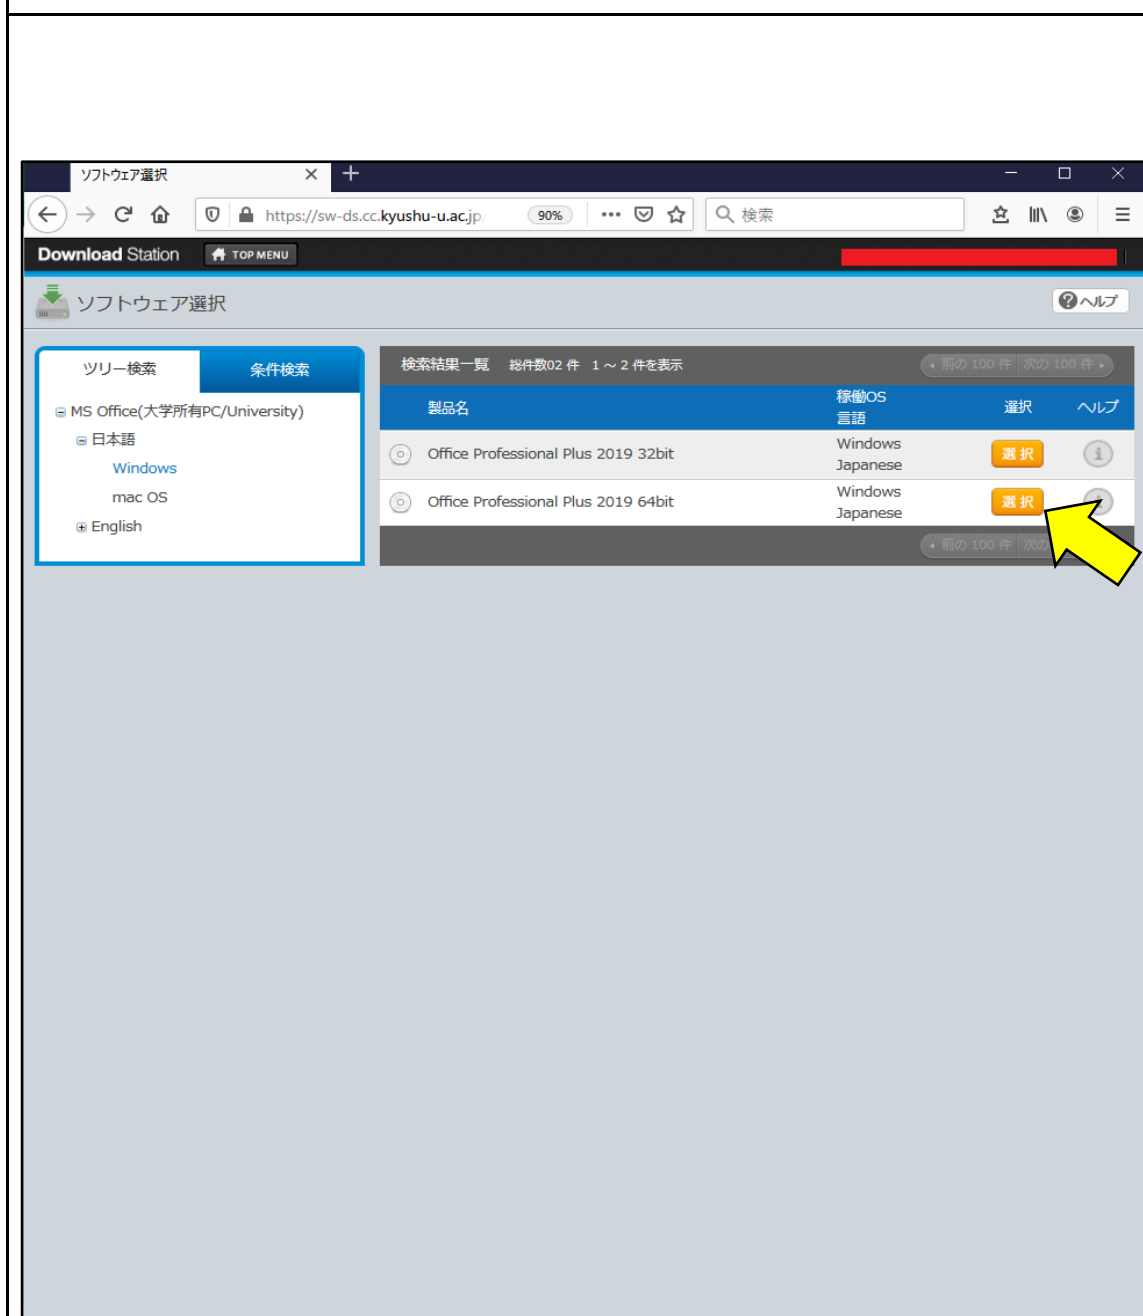 ソフトウェア選択
https://sw-ds.cc.kyushu-u.ac.jp/
90%
検索
Download Station
TOP MENU
ソフトウェア選択
ヘルプ
ツリー検索
条件検索
MS Office(大学所有PC/University)
日本語
Windows
mac OS
English
検索結果一覧 総件数02 件 1 ～ 2 件を表示
前の 100 件 次の 100 件
製品名 稼働OS 言語 選択 ヘルプ
Office Professional Plus 2019 32bit Windows Japanese 選択
Office Professional Plus 2019 64bit Windows Japanese 選択
前の 100 件 次の